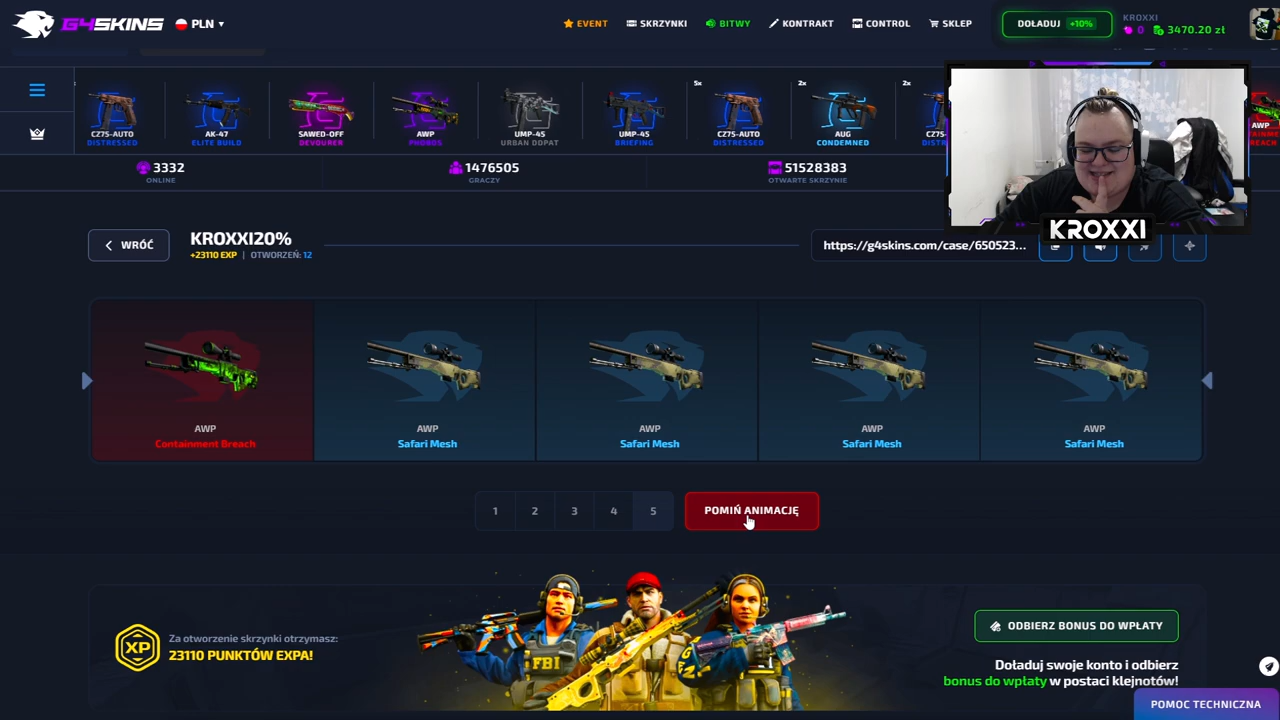 G4SKINS
PLN
EVENT
SKRZYNKI
BITWY
KONTRAKT
CONTROL
SKLEP
DOŁADUJ +10%
KROXXI
0 3470.20 zł
CZ75-AUTO
DISTRESSED
AK-47
ELITE BUILD
SAWED-OFF
DEVOURER
AWP
PHOBOS
UMP-45
URBAN DDPAT
UMP-45
BRIEFING
5x
CZ75-AUTO
DISTRESSED
2x
AUG
CONDEMNED
2x
AWP
3332
ONLINE
1476505
GRACZY
51528383
OTWARTE SKRZYNIE
KROXXI
WRÓĆ
KROXXI20%
+23110 EXP | OTWORZEŃ: 12
https://g4skins.com/case/650523...
AWP
Containment Breach
AWP
Safari Mesh
AWP
Safari Mesh
AWP
Safari Mesh
AWP
Safari Mesh
1 2 3 4 5
POMIŃ ANIMACJĘ
XP
Za otworzenie skrzynki otrzymasz:
23110 PUNKTÓW EXPA!
FBI
ODBIERZ BONUS DO WPŁATY
Doładuj swoje konto i odbierz
bonus do wpłaty w postaci klejnotów!
POMOC TECHNICZNA